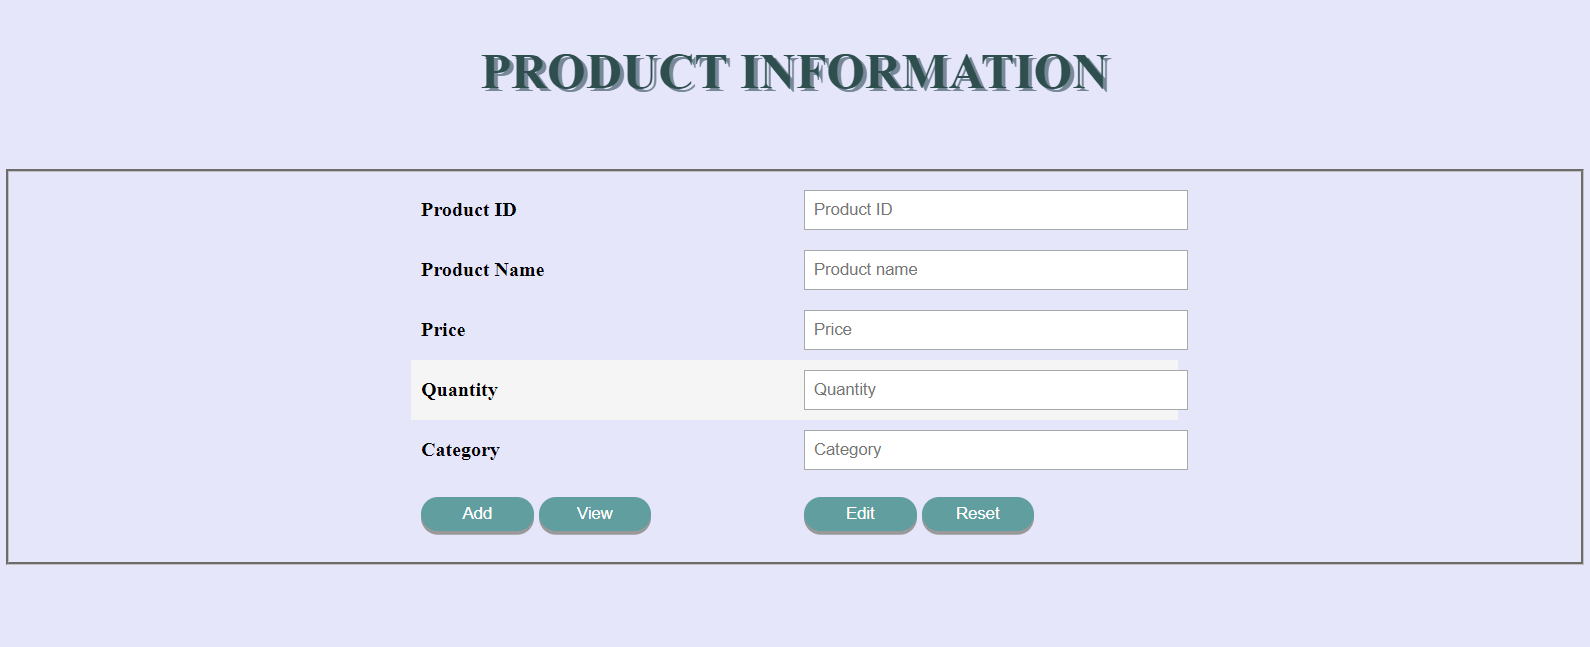 PRODUCT INFORMATION
Product ID Product ID
Product Name Product name
Price Price
Quantity Quantity
Category Category
Add View Edit Reset